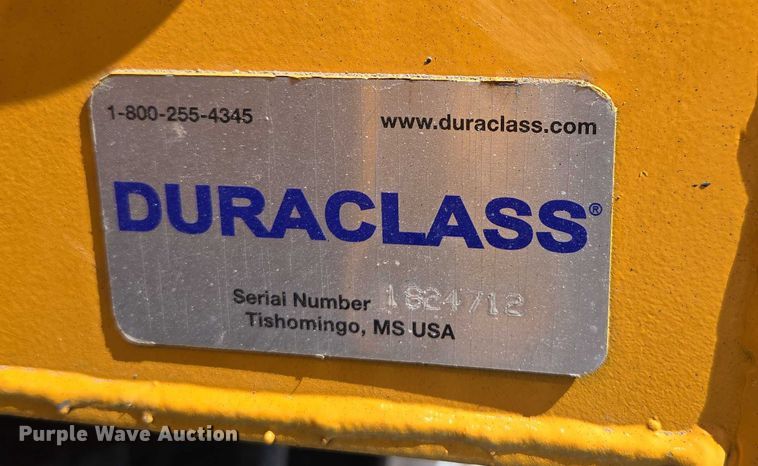 1-800-255-4345 www.duraclass.com
DURACLASS®
Serial Number 1824712
Tishomingo, MS USA
Purple Wave Auction